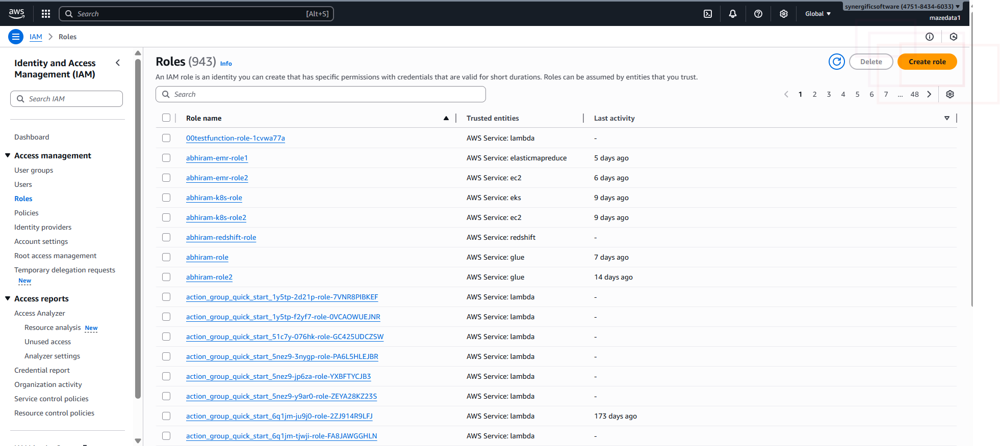 aws
Search [Alt+S]
Global
synergificsoftware (4751-8434-6033)
mazedata1
IAM > Roles
Identity and Access Management (IAM)
Search IAM
Dashboard
Access management
User groups
Users
Roles
Policies
Identity providers
Account settings
Root access management
Temporary delegation requests
New
Access reports
Access Analyzer
Resource analysis New
Unused access
Analyzer settings
Credential report
Organization activity
Service control policies
Resource control policies
Roles (943) Info
Delete
Create role
An IAM role is an identity you can create that has specific permissions with credentials that are valid for short durations. Roles can be assumed by entities that you trust.
Search
1 2 3 4 5 6 7 ... 48
Role name Trusted entities Last activity
00testfunction-role-1cvwa77a AWS Service: lambda -
abhiram-emr-role1 AWS Service: elasticmapreduce 5 days ago
abhiram-emr-role2 AWS Service: ec2 6 days ago
abhiram-k8s-role AWS Service: eks 9 days ago
abhiram-k8s-role2 AWS Service: ec2 9 days ago
abhiram-redshift-role AWS Service: redshift -
abhiram-role AWS Service: glue 7 days ago
abhiram-role2 AWS Service: glue 14 days ago
action_group_quick_start_1y5tp-2d21p-role-7VNR8PIBKEF AWS Service: lambda -
action_group_quick_start_1y5tp-f2yf7-role-0VCAOWUEJNR AWS Service: lambda -
action_group_quick_start_51c7y-076hk-role-GC425UDCZSW AWS Service: lambda -
action_group_quick_start_5nez9-3nygp-role-PA6L5HLEJBR AWS Service: lambda -
action_group_quick_start_5nez9-jp6za-role-YXBFTYCJB3 AWS Service: lambda -
action_group_quick_start_5nez9-y9ar0-role-ZEYA28KZ23S AWS Service: lambda -
action_group_quick_start_6q1jm-ju9j0-role-2ZJ914R9LFJ AWS Service: lambda 173 days ago
action_group_quick_start_6q1jm-tjwji-role-FA8JAWGGHLN AWS Service: lambda -